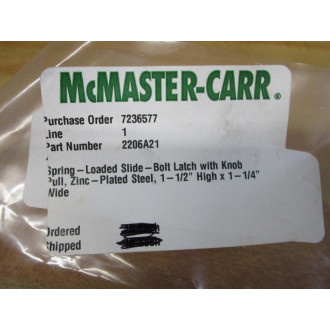 McMASTER-CARR®
Purchase Order 7236577
Line 1
Part Number 2206A21
Spring-Loaded Slide-Bolt Latch with Knob
Pull, Zinc-Plated Steel, 1-1/2" High x 1-1/4"
Wide
Ordered
Shipped